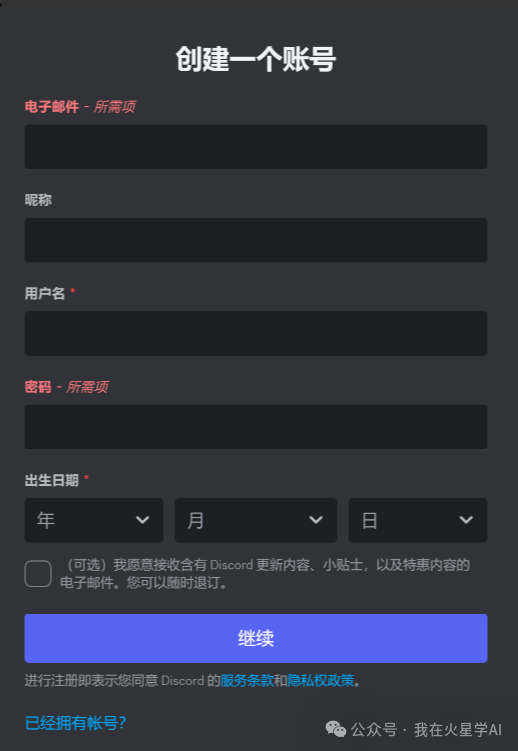 创建一个账号
电子邮件 - 所需项
昵称
用户名 *
密码 - 所需项
出生日期 *
年 月 日
（可选）我愿意接收含有 Discord 更新内容、小贴士，以及特惠内容的
电子邮件。您可以随时退订。
继续
进行注册即表示您同意 Discord 的服务条款和隐私权政策。
已经拥有帐号？
公众号 · 我在火星学AI